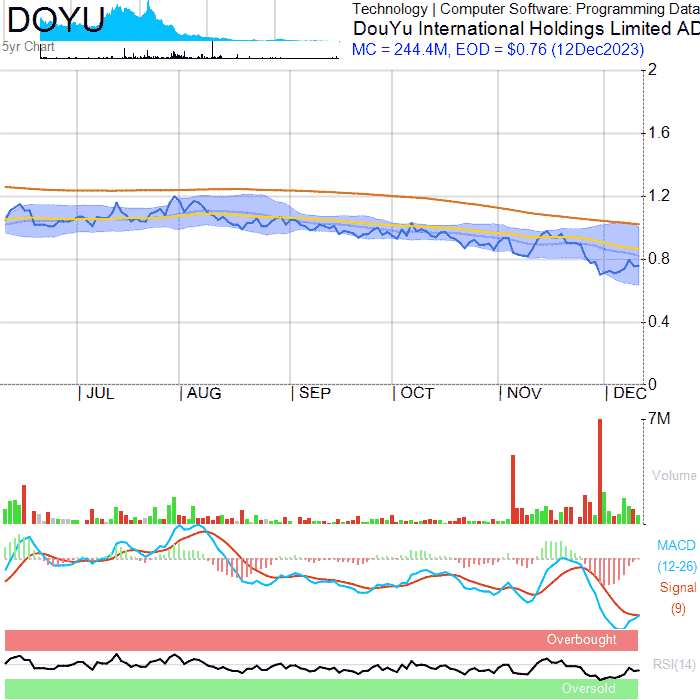 DOYU
5yr Chart
Technology | Computer Software: Programming Data
DouYu International Holdings Limited AD
MC = 244.4M, EOD = $0.76 (12Dec2023)
2
1.6
1.2
0.8
0.4
0
| JUL | AUG | SEP | OCT | NOV | DEC
7M
Volume
MACD
(12-26)
Signal
(9)
Overbought
RSI(14)
Oversold